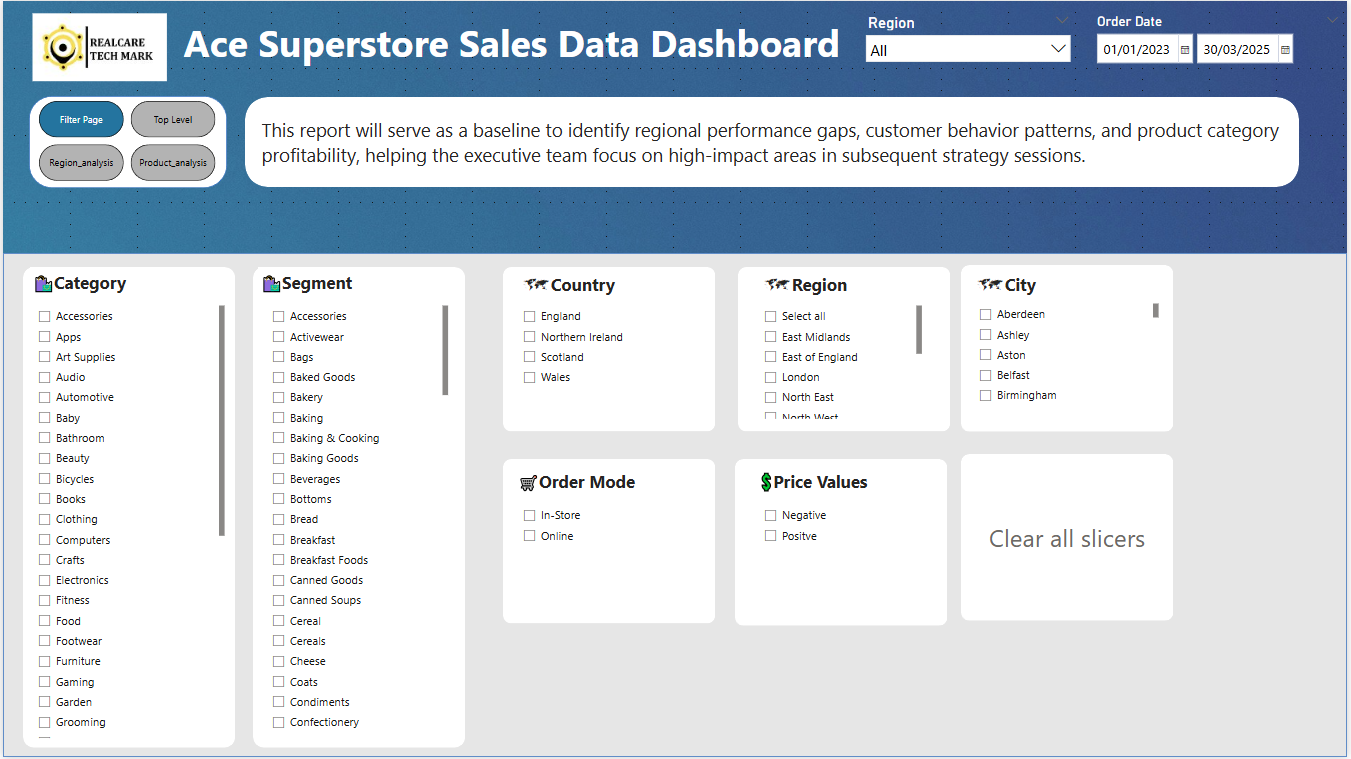 REALCARE
TECH MARK
Ace Superstore Sales Data Dashboard
Region
All
Order Date
01/01/2023
30/03/2025
Filter Page
Top Level
Region_analysis
Product_analysis
This report will serve as a baseline to identify regional performance gaps, customer behavior patterns, and product category
profitability, helping the executive team focus on high-impact areas in subsequent strategy sessions.
Category
Accessories
Apps
Art Supplies
Audio
Automotive
Baby
Bathroom
Beauty
Bicycles
Books
Clothing
Computers
Crafts
Electronics
Fitness
Food
Footwear
Furniture
Gaming
Garden
Grooming
Segment
Accessories
Activewear
Bags
Baked Goods
Bakery
Baking
Baking & Cooking
Baking Goods
Beverages
Bottoms
Bread
Breakfast
Breakfast Foods
Canned Goods
Canned Soups
Cereal
Cereals
Cheese
Coats
Condiments
Confectionery
Country
England
Northern Ireland
Scotland
Wales
Region
Select all
East Midlands
East of England
London
North East
North West
City
Aberdeen
Ashley
Aston
Belfast
Birmingham
Order Mode
In-Store
Online
Price Values
Negative
Positve
Clear all slicers